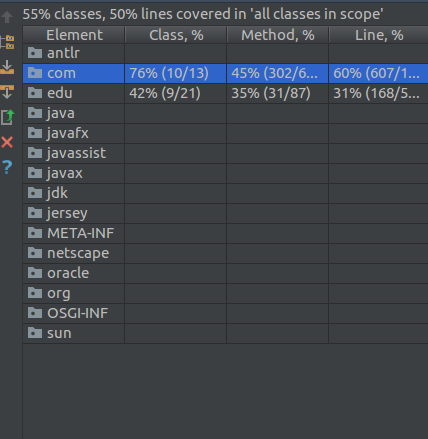 55% classes, 50% lines covered in 'all classes in scope'
Element Class, % Method, % Line, %
antlr
com 76% (10/13) 45% (302/6... 60% (607/1...
edu 42% (9/21) 35% (31/87) 31% (168/5...
java
javafx
javassist
javax
jdk
jersey
META-INF
netscape
oracle
org
OSGI-INF
sun